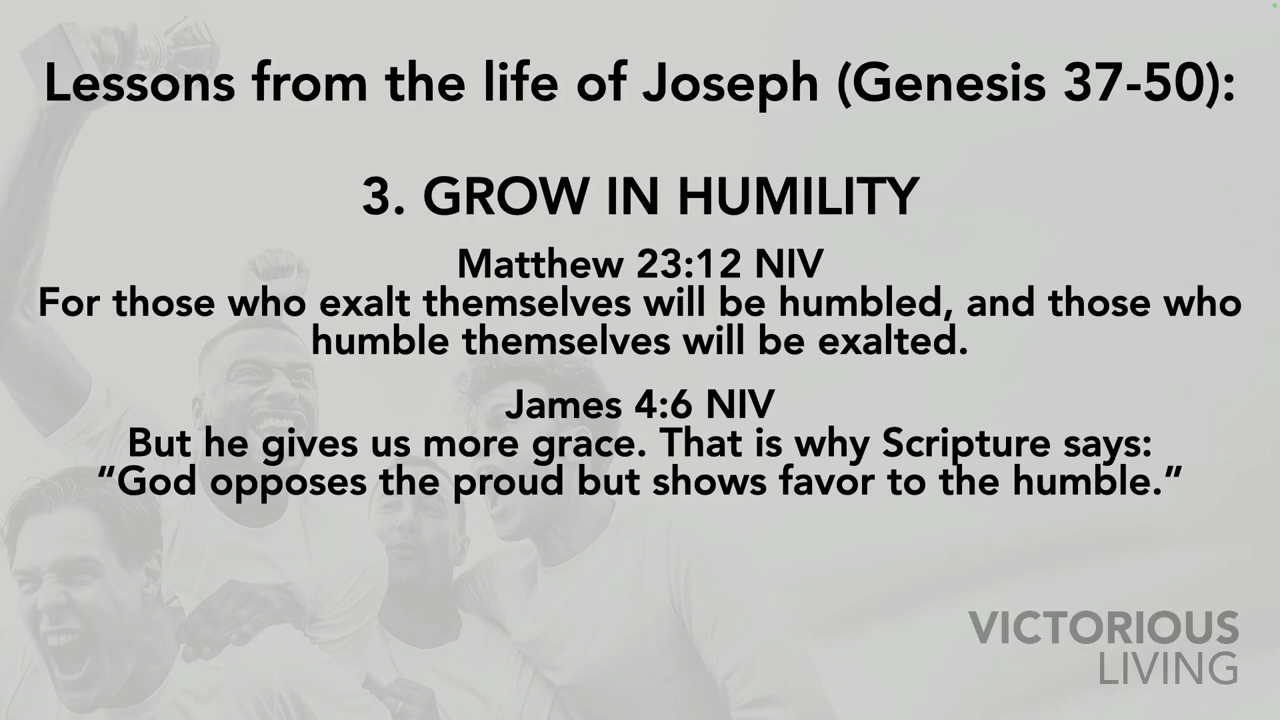 Lessons from the life of Joseph (Genesis 37-50):
3. GROW IN HUMILITY
Matthew 23:12 NIV
For those who exalt themselves will be humbled, and those who
humble themselves will be exalted.
James 4:6 NIV
But he gives us more grace. That is why Scripture says:
“God opposes the proud but shows favor to the humble.”
VICTORIOUS
LIVING